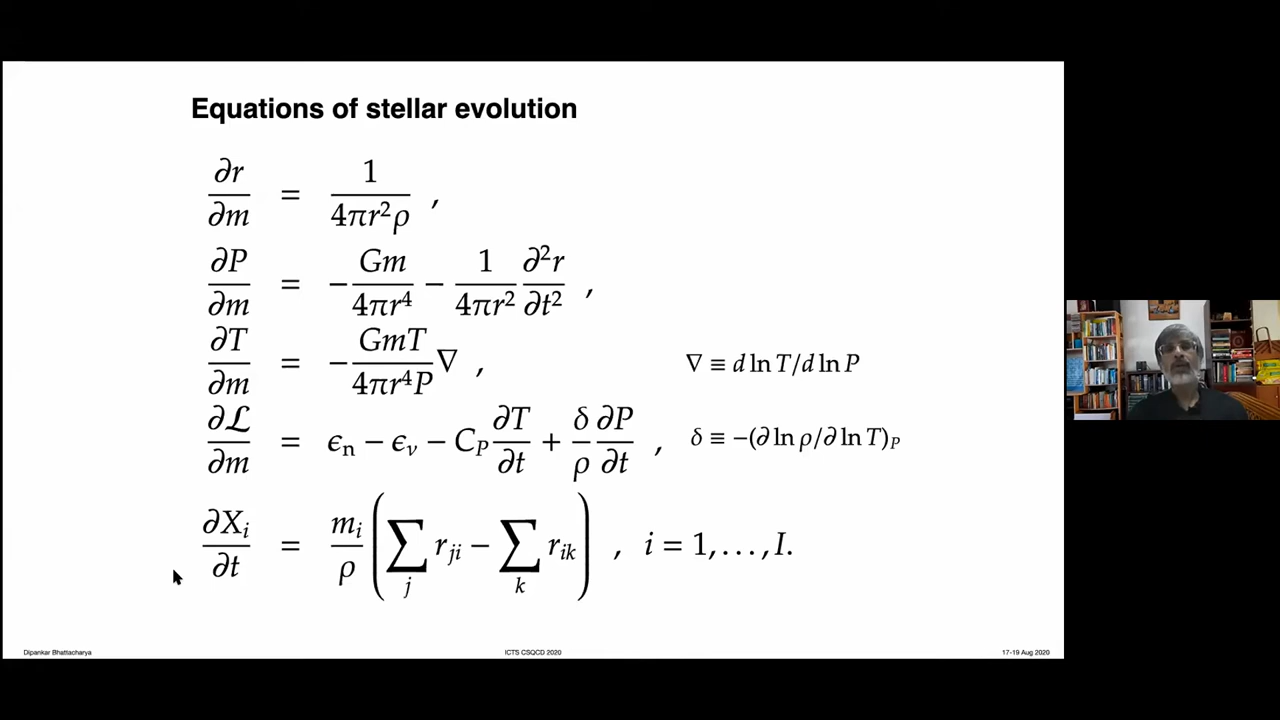 Equations of stellar evolution
∂r/∂m = 1/(4πr²ρ) ,
∂P/∂m = −Gm/(4πr⁴) − 1/(4πr²) ∂²r/∂t² ,
∂T/∂m = −GmT/(4πr⁴P) ∇ , ∇ ≡ d ln T/d ln P
∂ℒ/∂m = ϵₙ − ϵ_ν − C_P ∂T/∂t + δ/ρ ∂P/∂t , δ ≡ −(∂ ln ρ/∂ ln T)_P
∂X_i/∂t = m_i/ρ (∑_j r_ji − ∑_k r_ik) , i = 1, . . . , I.
Dipankar Bhattacharya ICTS CSQCD 2020 17-19 Aug 2020